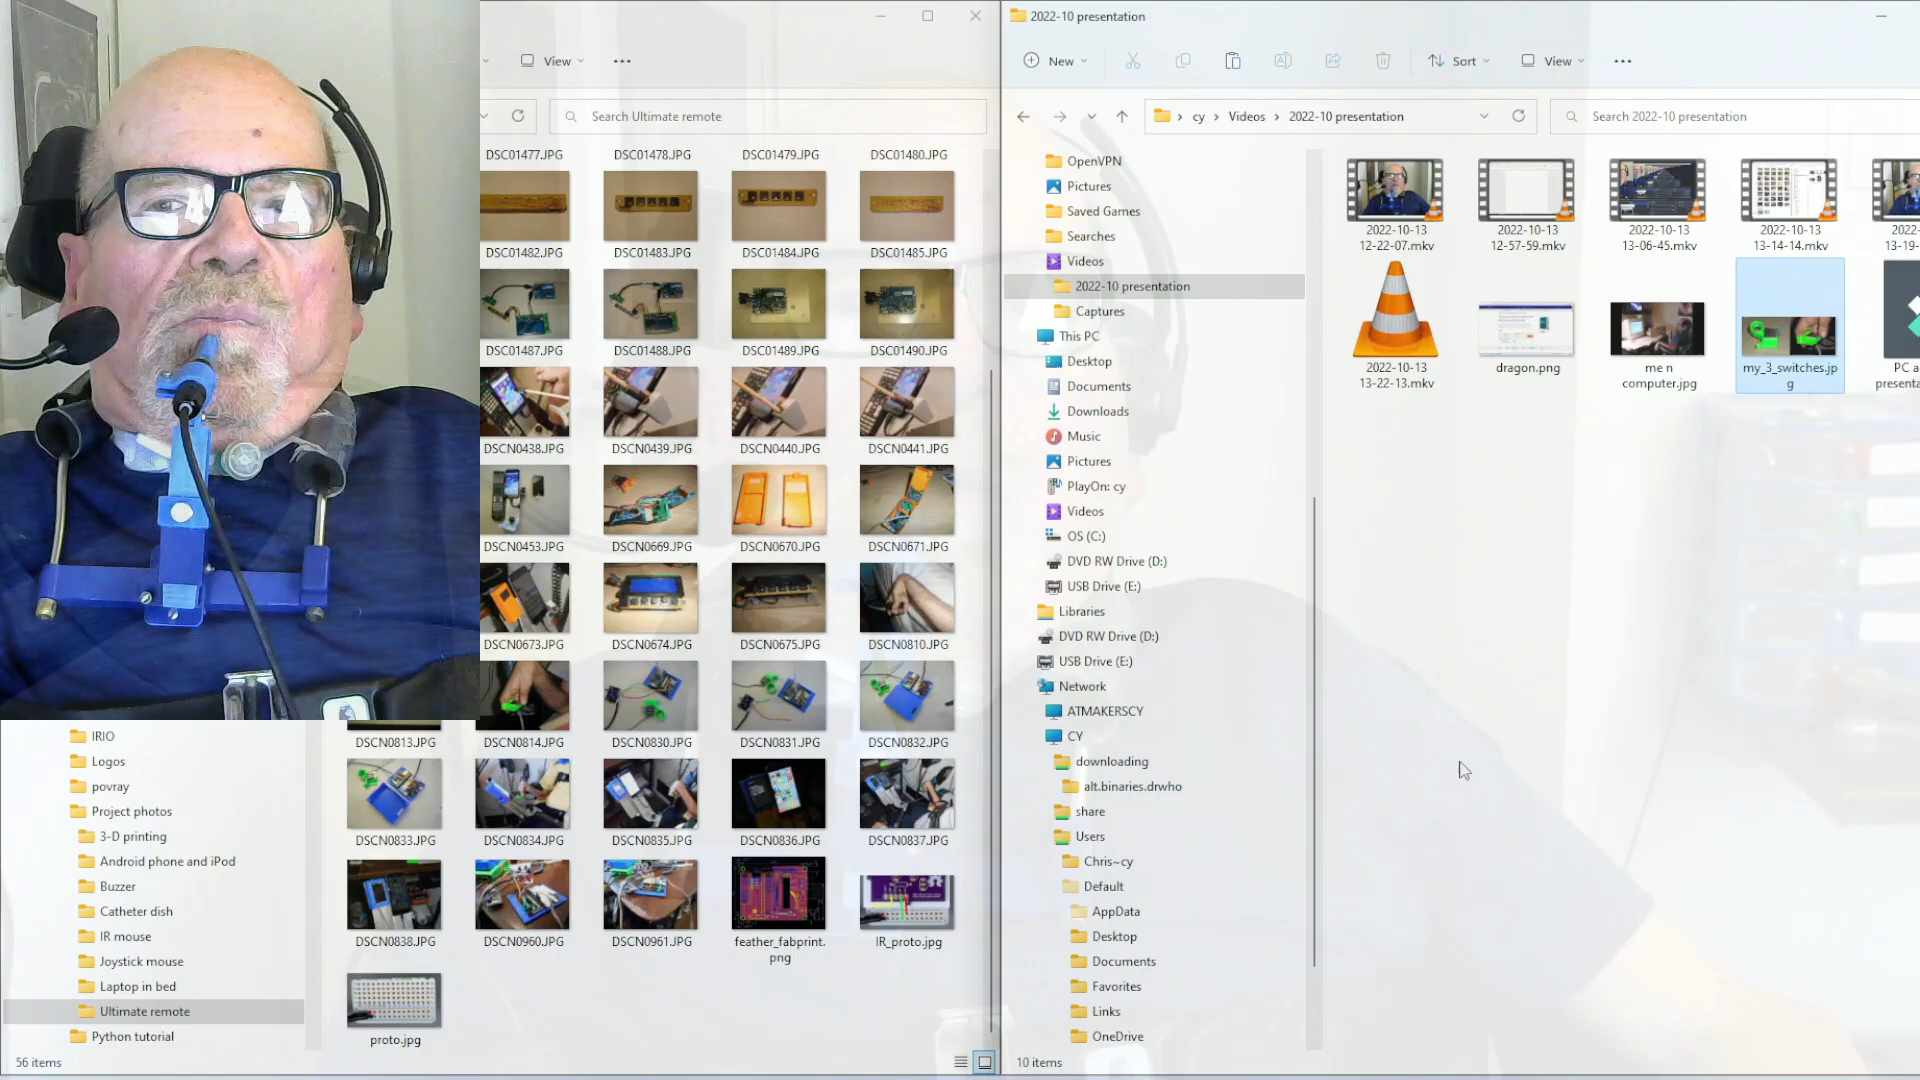 View
Search Ultimate remote
DSC01477.JPG DSC01478.JPG DSC01479.JPG DSC01480.JPG
DSC01482.JPG DSC01483.JPG DSC01484.JPG DSC01485.JPG
DSC01487.JPG DSC01488.JPG DSC01489.JPG DSC01490.JPG
DSCN0438.JPG DSCN0439.JPG DSCN0440.JPG DSCN0441.JPG
DSCN0453.JPG DSCN0669.JPG DSCN0670.JPG DSCN0671.JPG
DSCN0673.JPG DSCN0674.JPG DSCN0675.JPG DSCN0810.JPG
DSCN0813.JPG DSCN0814.JPG DSCN0830.JPG DSCN0831.JPG DSCN0832.JPG
DSCN0833.JPG DSCN0834.JPG DSCN0835.JPG DSCN0836.JPG DSCN0837.JPG
DSCN0838.JPG DSCN0960.JPG DSCN0961.JPG feather_fabprint. IR_proto.jpg
png
proto.jpg
IRIO
Logos
povray
Project photos
3-D printing
Android phone and iPod
Buzzer
Catheter dish
IR mouse
Joystick mouse
Laptop in bed
Ultimate remote
Python tutorial
56 items
2022-10 presentation
New Sort View
cy Videos 2022-10 presentation
Search 2022-10 presentation
OpenVPN
Pictures
Saved Games
Searches
Videos
2022-10 presentation
Captures
This PC
Desktop
Documents
Downloads
Music
Pictures
PlayOn: cy
Videos
OS (C:)
DVD RW Drive (D:)
USB Drive (E:)
Libraries
DVD RW Drive (D:)
USB Drive (E:)
Network
ATMAKERSCY
CY
downloading
alt.binaries.drwho
share
Users
Chris~cy
Default
AppData
Desktop
Documents
Favorites
Links
OneDrive
2022-10-13 2022-10-13 2022-10-13 2022-10-13 2022-
12-22-07.mkv 12-57-59.mkv 13-06-45.mkv 13-14-14.mkv 13-19-
2022-10-13 dragon.png me n my_3_switches.jp PC a
13-22-13.mkv computer.jpg g presenta
10 items